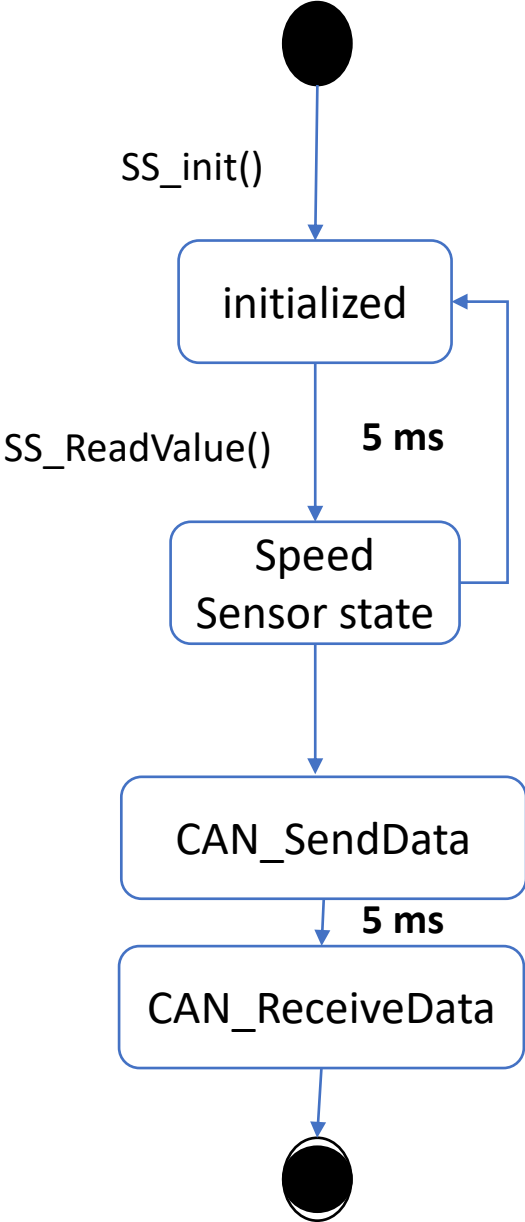 SS_init()
initialized
SS_ReadValue()
5 ms
Speed
Sensor state
CAN_SendData
5 ms
CAN_ReceiveData